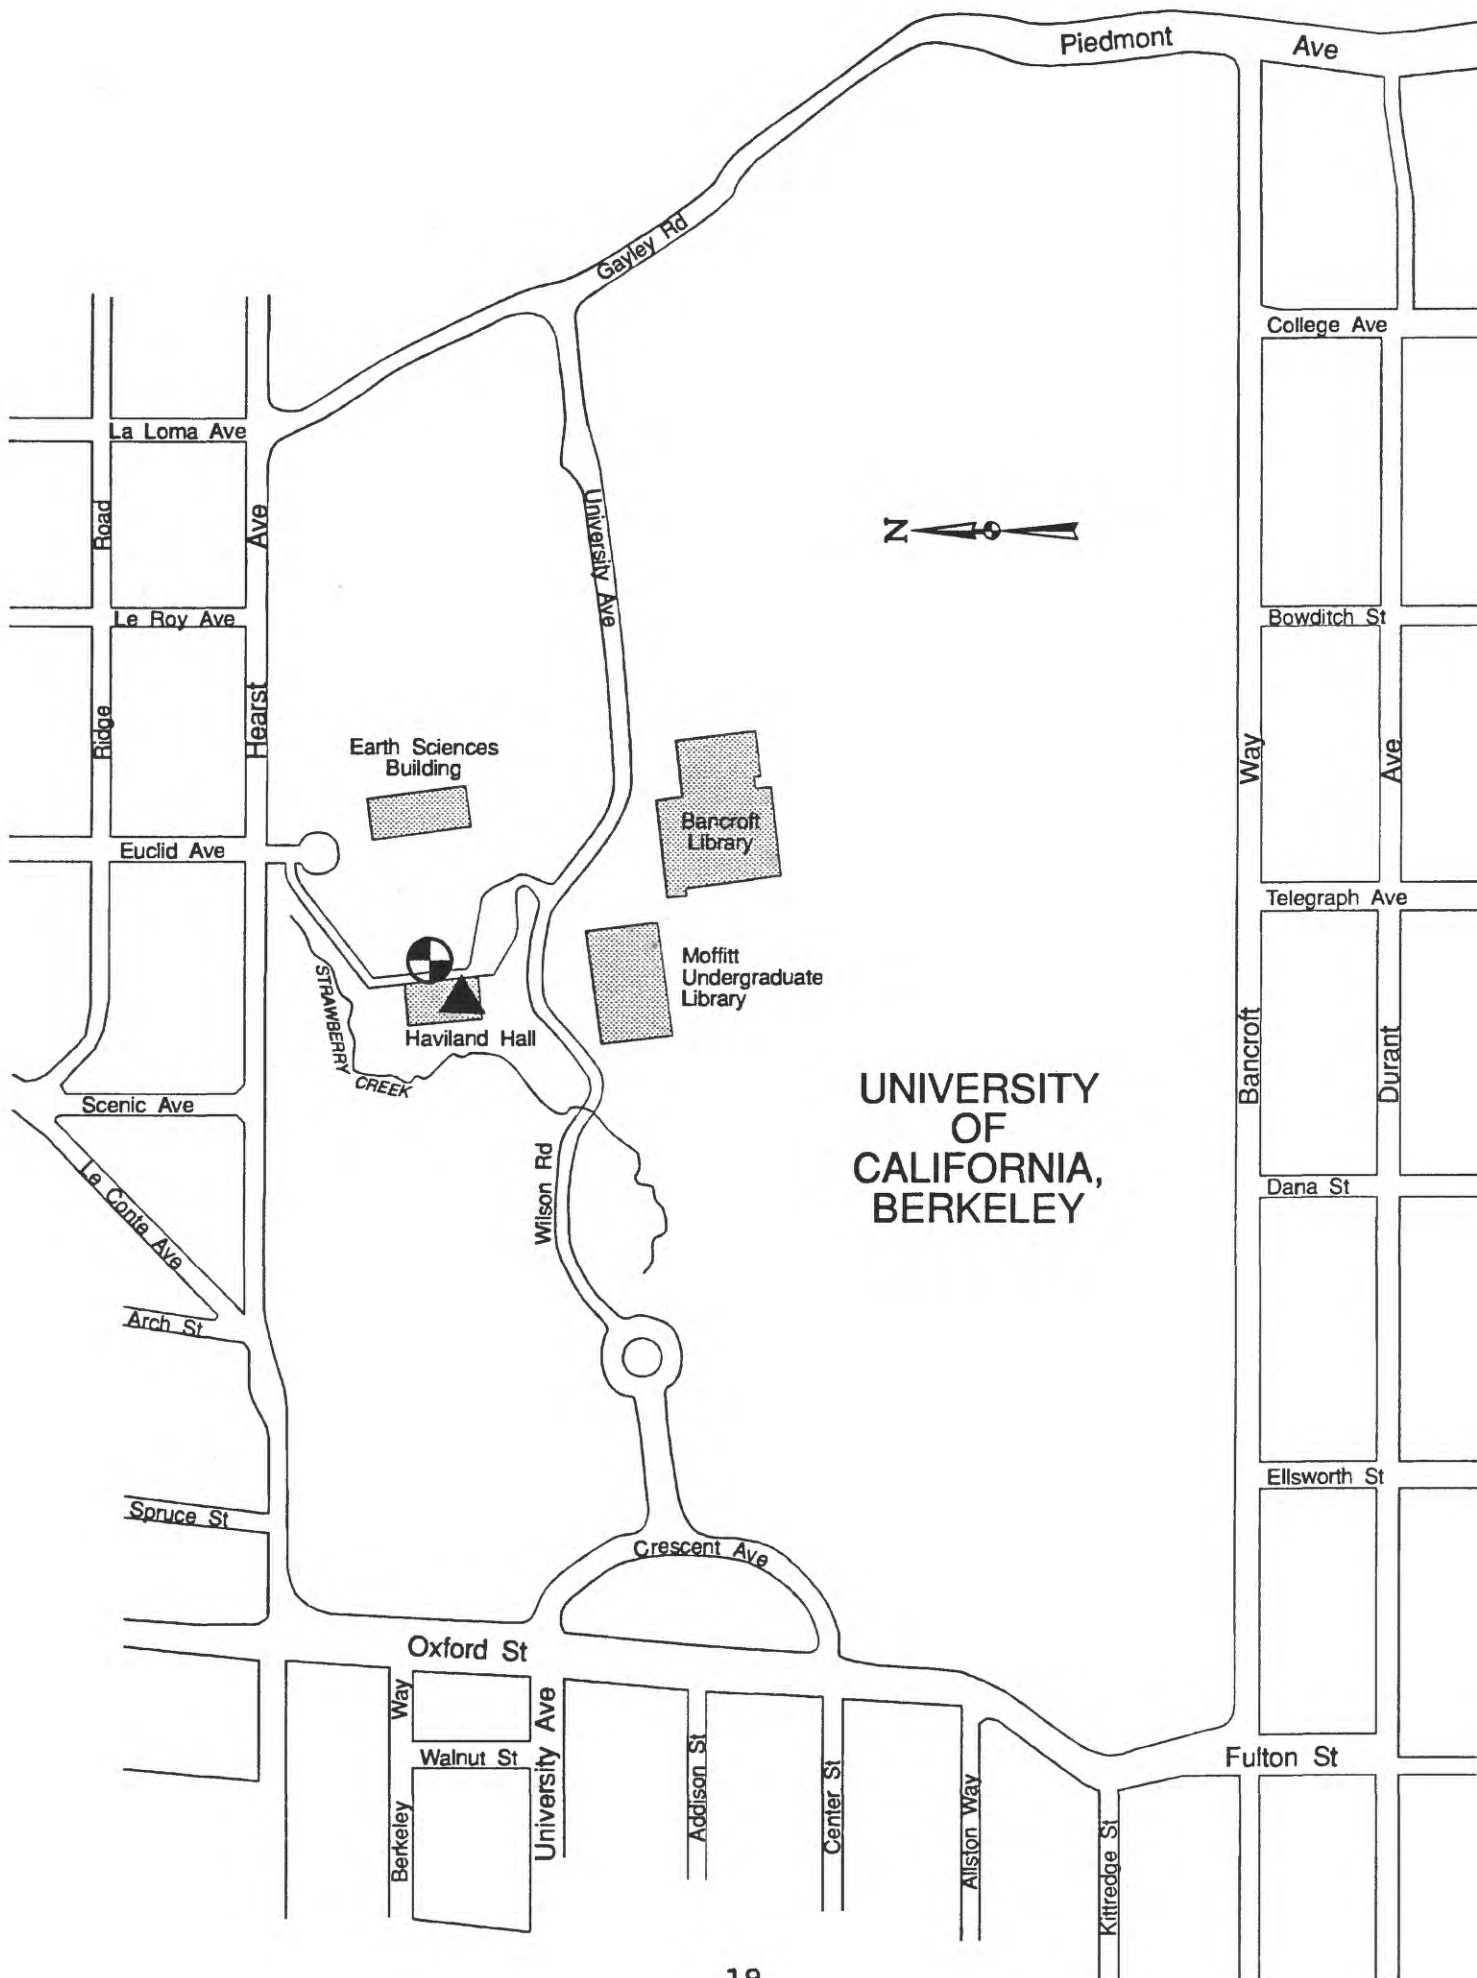 Piedmont Ave
Gayley Rd
College Ave
La Loma Ave
Ridge Road
Hearst Ave
University Ave
N
Le Roy Ave
Bowditch St
Earth Sciences
Building
Bancroft
Library
Bancroft Way
Durant Ave
Euclid Ave
Telegraph Ave
Moffitt
Undergraduate
Library
STRAWBERRY
CREEK
Haviland Hall
UNIVERSITY
OF
CALIFORNIA,
BERKELEY
Scenic Ave
Le Conte Ave
Wilson Rd
Dana St
Arch St
Ellsworth St
Spruce St
Crescent Ave
Oxford St
Berkeley Way
Walnut St
University Ave
Addison St
Center St
Allston Way
Kittredge St
Fulton St
19